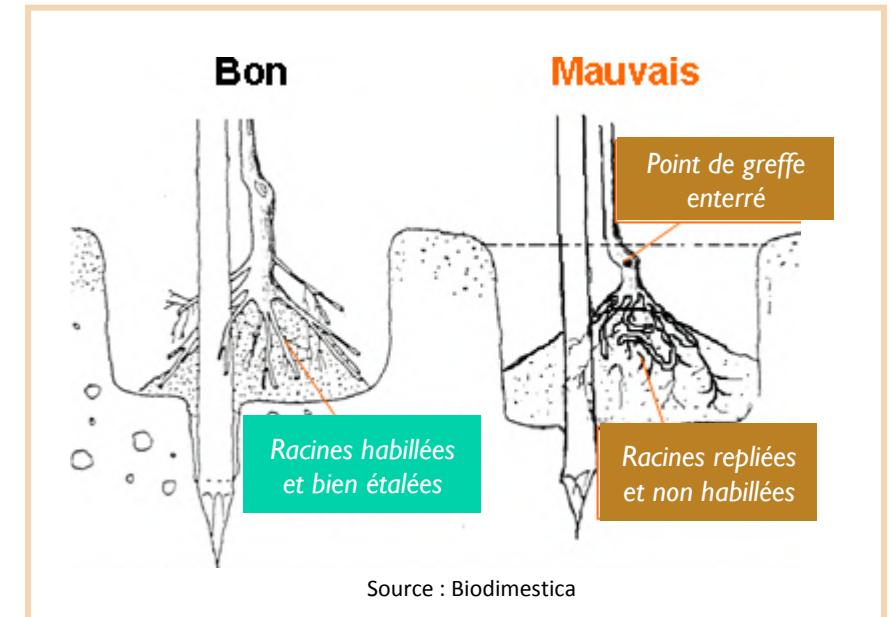 Bon
Mauvais
Point de greffe
enterré
Racines habillées
et bien étalées
Racines repliées
et non habillées
Source : Biodimestica